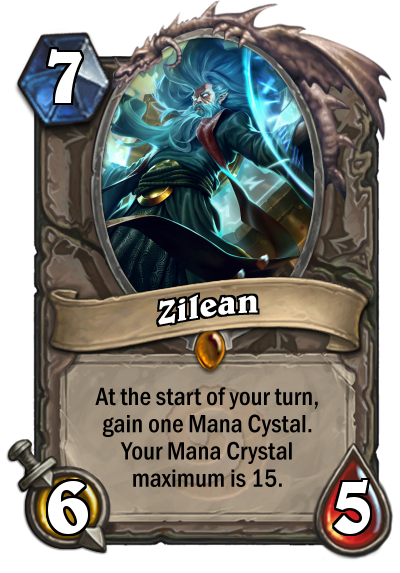 7
Zilean
At the start of your turn,
gain one Mana Cystal.
Your Mana Crystal
maximum is 15.
6
5